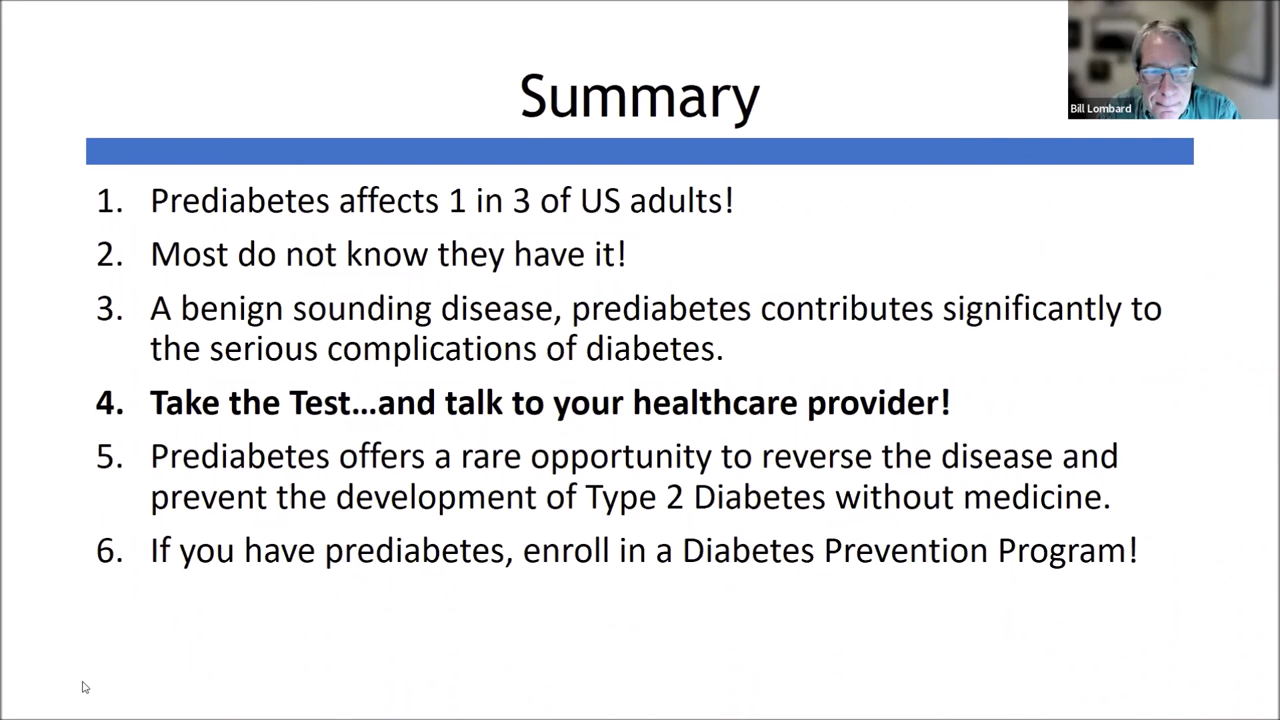 Summary
Bill Lombard
1. Prediabetes affects 1 in 3 of US adults!
2. Most do not know they have it!
3. A benign sounding disease, prediabetes contributes significantly to
the serious complications of diabetes.
4. Take the Test...and talk to your healthcare provider!
5. Prediabetes offers a rare opportunity to reverse the disease and
prevent the development of Type 2 Diabetes without medicine.
6. If you have prediabetes, enroll in a Diabetes Prevention Program!